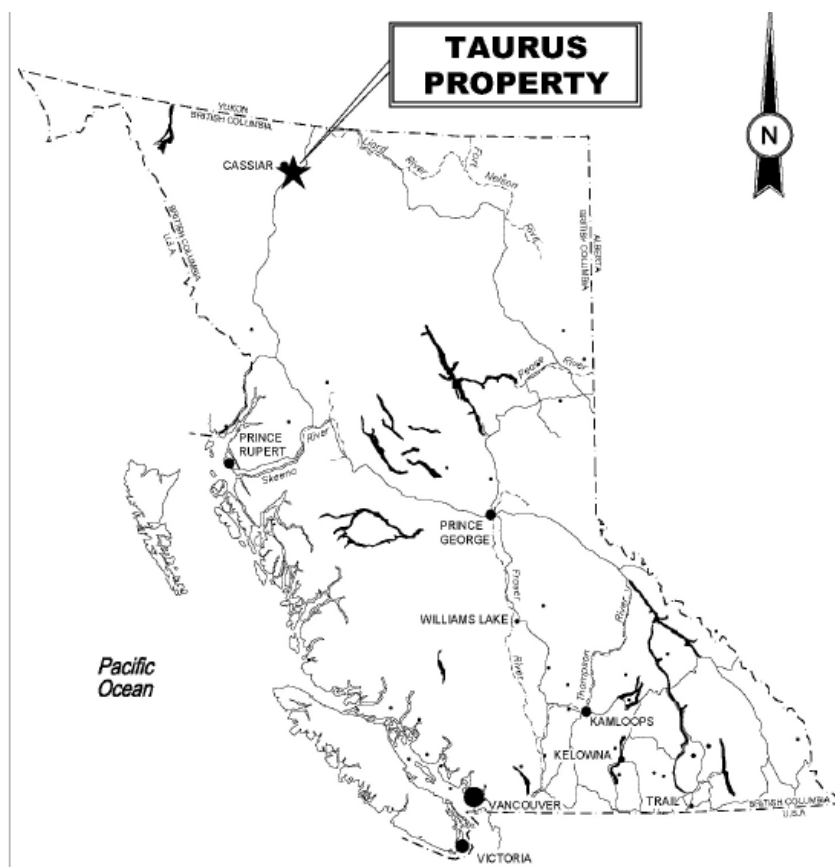 TAURUS
PROPERTY
N
YUKON
BRITISH COLUMBIA
CASSIAR
Liard
River
Fort
Nelson
River
BRITISH COLUMBIA
U.S.A.
ALBERTA
BRITISH COLUMBIA
Peace
River
PRINCE
RUPERT
Skeena
River
PRINCE
GEORGE
Fraser
River
WILLIAMS LAKE
Thompson
River
Pacific
Ocean
KAMLOOPS
KELOWNA
TRAIL
VANCOUVER
BRITISH COLUMBIA
U.S.A.
VICTORIA